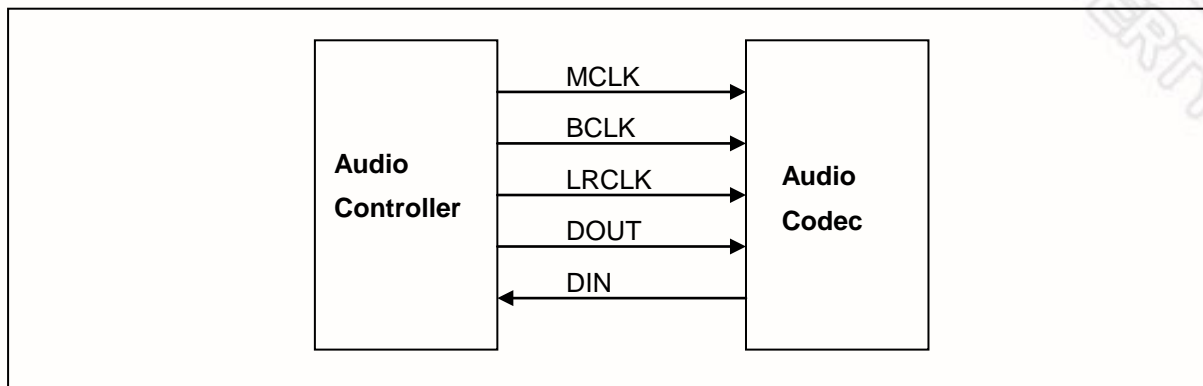 MCLK
BCLK
LRCLK
DOUT
DIN
Audio
Controller
Audio
Codec